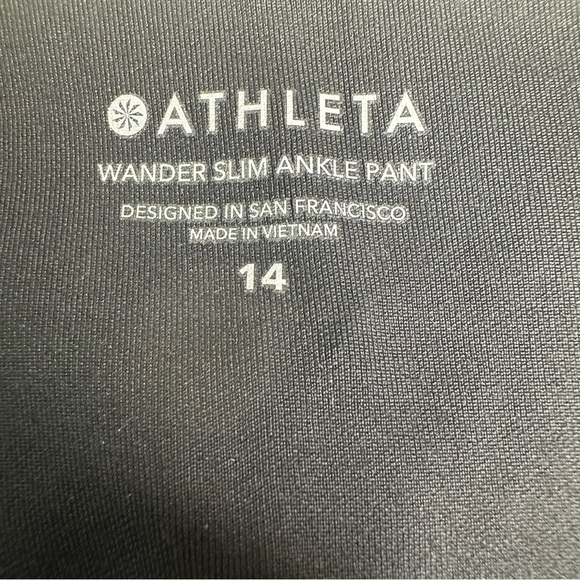 ATHLETA
WANDER SLIM ANKLE PANT
DESIGNED IN SAN FRANCISCO
MADE IN VIETNAM
14